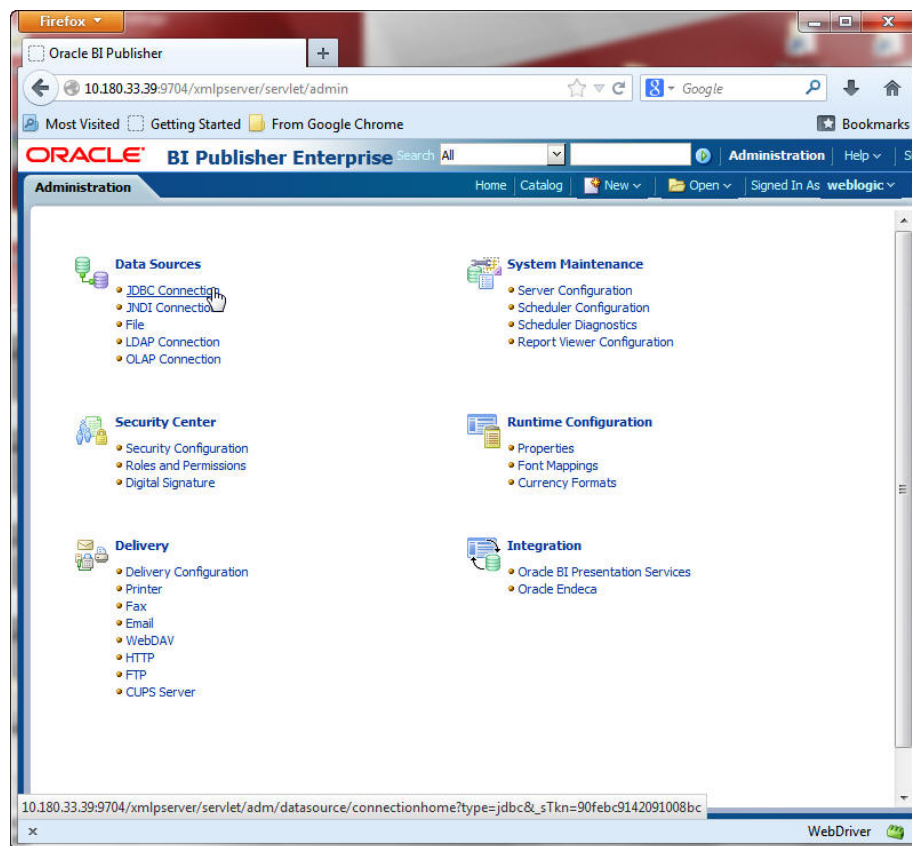 Firefox
Oracle BI Publisher
+
10.180.33.39:9704/xmlpserver/servlet/admin
8 Google
Most Visited Getting Started From Google Chrome Bookmarks
ORACLE BI Publisher Enterprise Search All Administration Help S
Administration Home Catalog New Open Signed In As weblogic
Data Sources
JDBC Connection
JNDI Connection
File
LDAP Connection
OLAP Connection
System Maintenance
Server Configuration
Scheduler Configuration
Scheduler Diagnostics
Report Viewer Configuration
Security Center
Security Configuration
Roles and Permissions
Digital Signature
Runtime Configuration
Properties
Font Mappings
Currency Formats
Delivery
Delivery Configuration
Printer
Fax
Email
WebDAV
HTTP
FTP
CUPS Server
Integration
Oracle BI Presentation Services
Oracle Endeca
10.180.33.39:9704/xmlpserver/servlet/adm/datasource/connectionhome?type=jdbc&_sTkn=90febc9142091008bc
x WebDriver